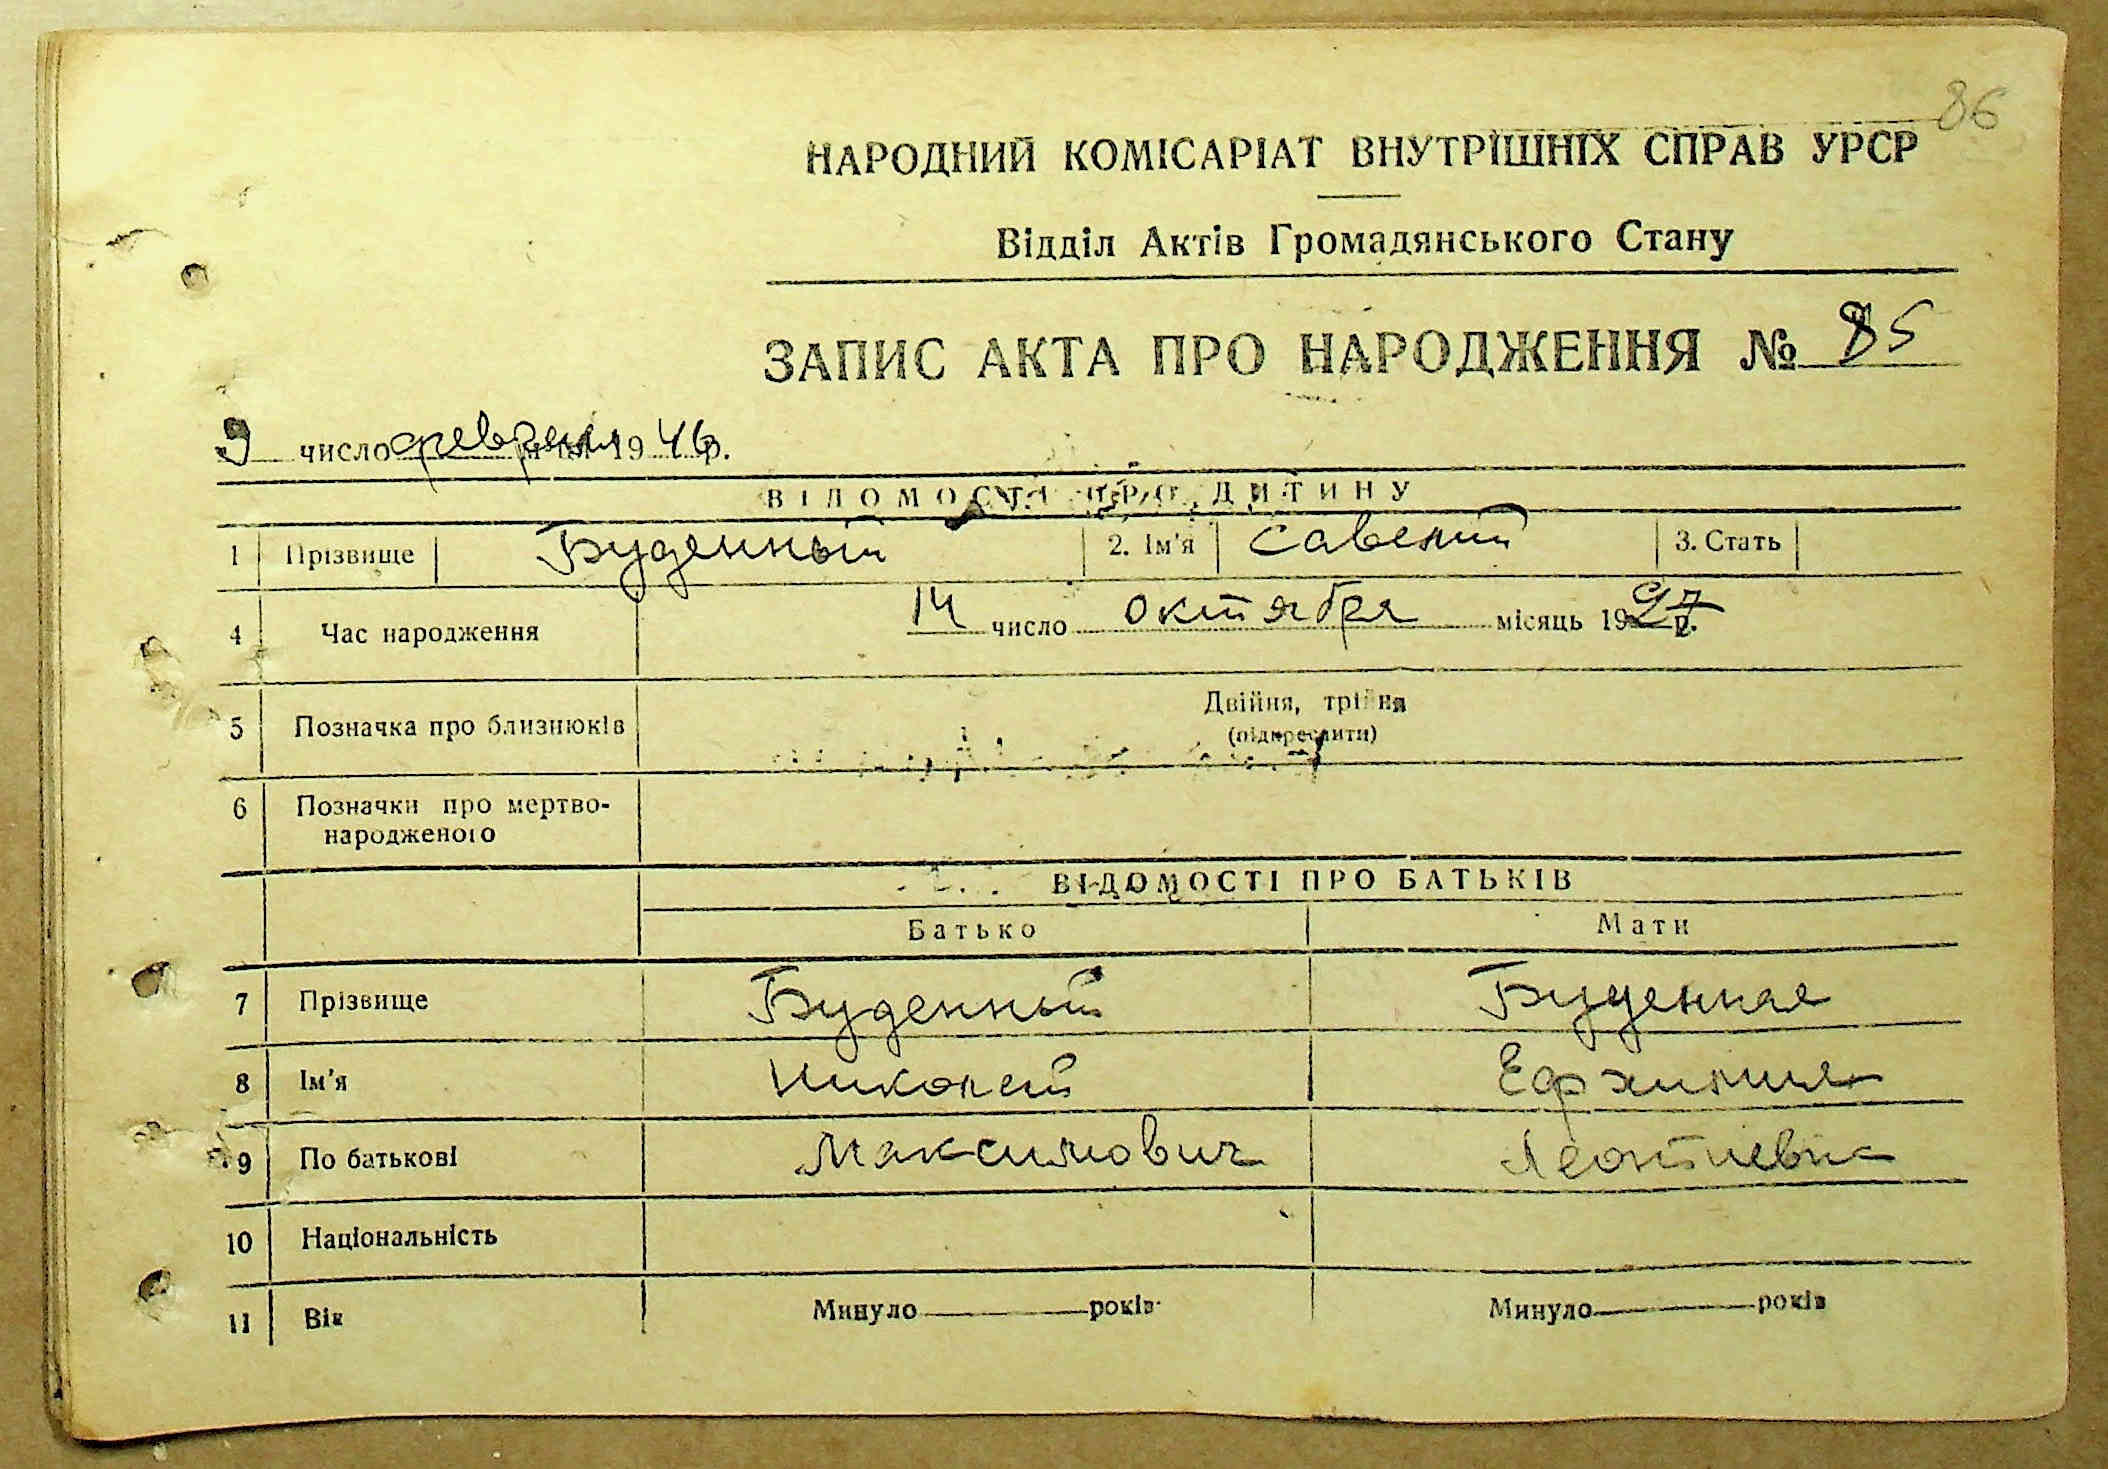 86
НАРОДНИЙ КОМІСАРІАТ ВНУТРІШНІХ СПРАВ УРСР
Відділ Актів Громадянського Стану
ЗАПИС АКТА ПРО НАРОДЖЕННЯ № 85
9 число февраля 1946 р.
ВІДОМОСТІ ПРО ДИТИНУ
1 Прізвище Буденный 2. Ім'я Савелий 3. Стать
4 Час народження 14 число октября місяць 1927 р.
5 Позначка про близнюків Двійня, трійня
(підкреслити)
6 Позначки про мертво-
народженого
ВІДОМОСТІ ПРО БАТЬКІВ
Батько Мати
7 Прізвище Буденный Буденная
8 Ім'я Николай
9 По батькові Максимович Леонтиевна
10 Національність
11 Вік Минуло років Минуло років